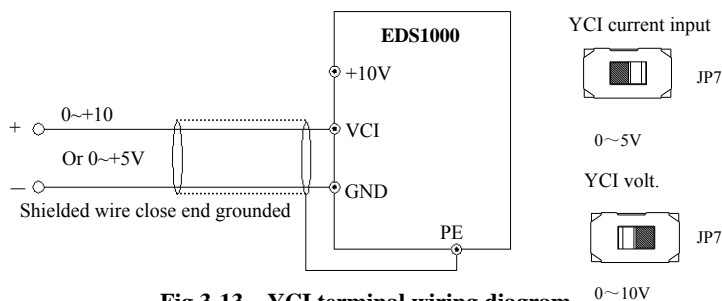 EDS1000
+10V
+ 0~+10
VCI
Or 0~+5V
— GND
Shielded wire close end grounded
PE
YCI current input
JP7
0～5V
YCI volt.
JP7
0～10V
Fig 3-13 YCI terminal wiring diagram